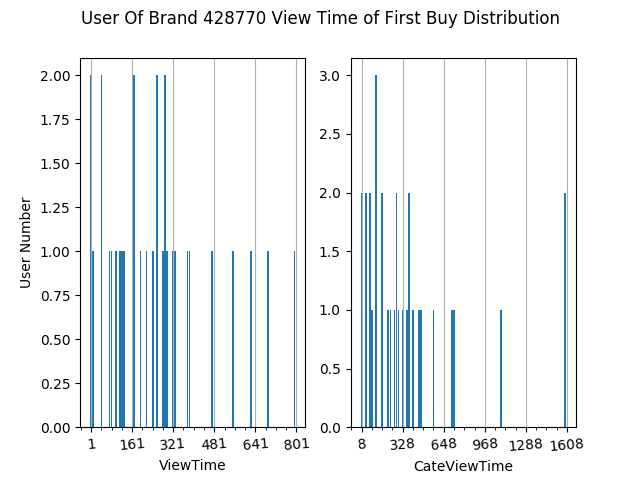 User Of Brand 428770 View Time of First Buy Distribution
User Number
2.00
1.75
1.50
1.25
1.00
0.75
0.50
0.25
0.00
1 161 321 481 641 801
ViewTime
3.0
2.5
2.0
1.5
1.0
0.5
0.0
8 328 648 968 1288 1608
CateViewTime